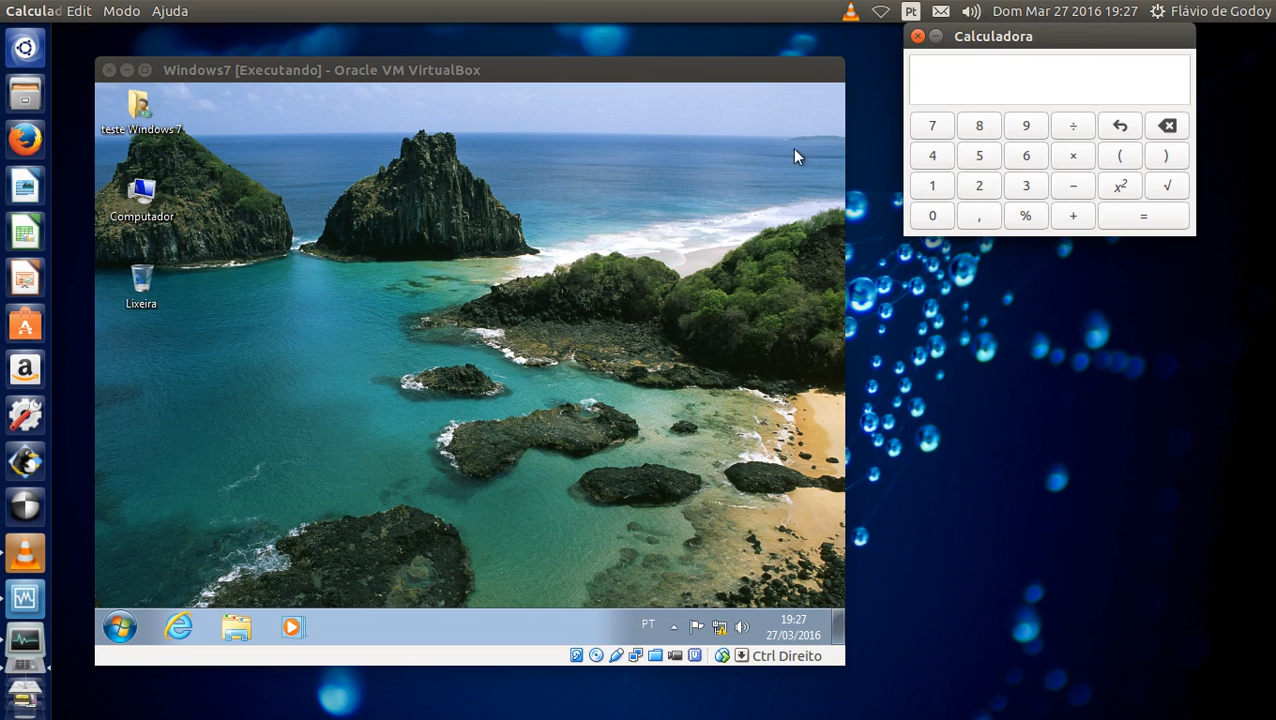 Calculad Edit Modo Ajuda
Pt
Dom Mar 27 2016 19:27
Flávio de Godoy
Windows7 [Executando] - Oracle VM VirtualBox
teste Windows 7
Computador
Lixeira
PT
19:27
27/03/2016
Ctrl Direito
Calculadora
7 8 9 ÷
4 5 6 × ( )
1 2 3 − x² √
0 , % + =